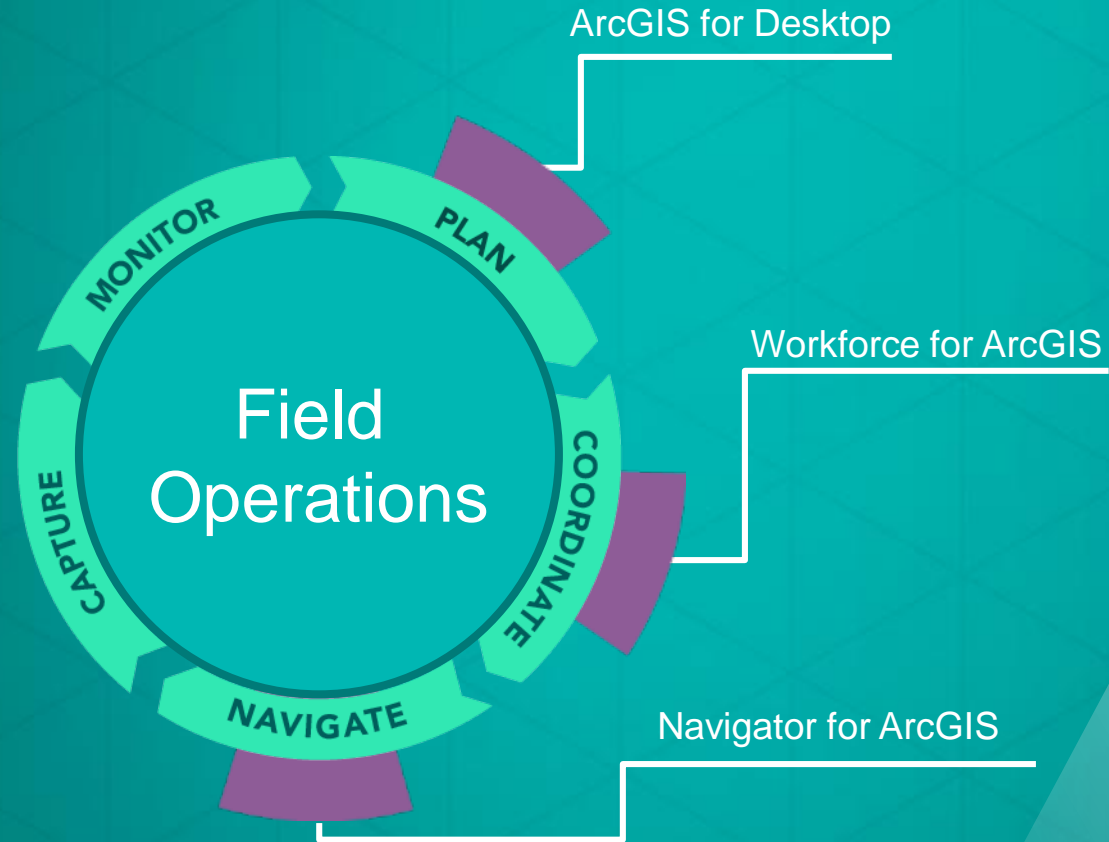 ArcGIS for Desktop
MONITOR
PLAN
Workforce for ArcGIS
Field
Operations
COORDINATE
CAPTURE
NAVIGATE
Navigator for ArcGIS